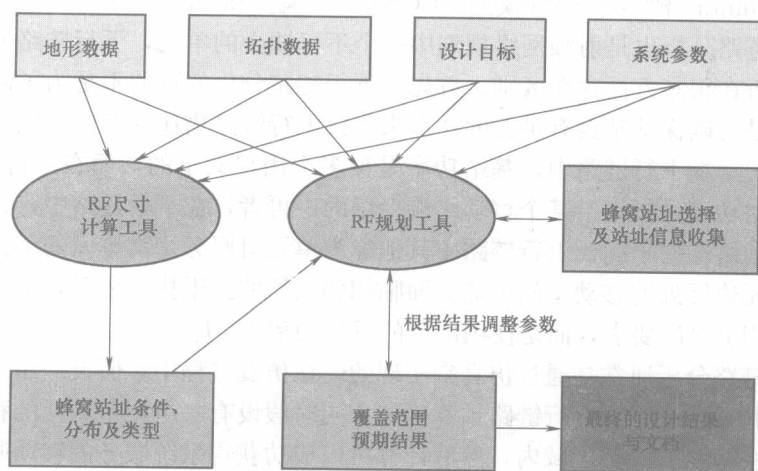 地形数据
拓扑数据
设计目标
系统参数
RF尺寸
计算工具
RF规划工具
蜂窝站址选择
及站址信息收集
根据结果调整参数
蜂窝站址条件、
分布及类型
覆盖范围
预期结果
最终的设计结果
与文档